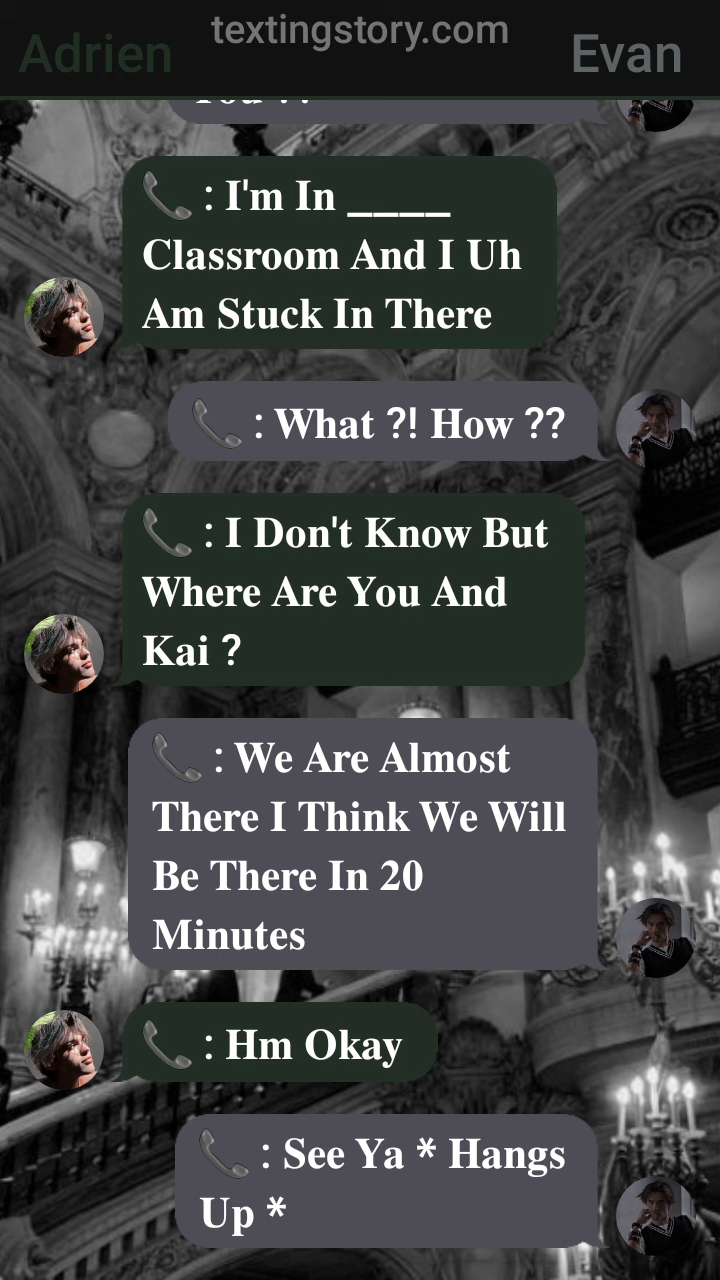 textingstory.com
Adrien
Evan
📞 : I'm In ____
Classroom And I Uh
Am Stuck In There
📞 : What ?! How ??
📞 : I Don't Know But
Where Are You And
Kai ?
📞 : We Are Almost
There I Think We Will
Be There In 20
Minutes
📞 : Hm Okay
📞 : See Ya * Hangs
Up *